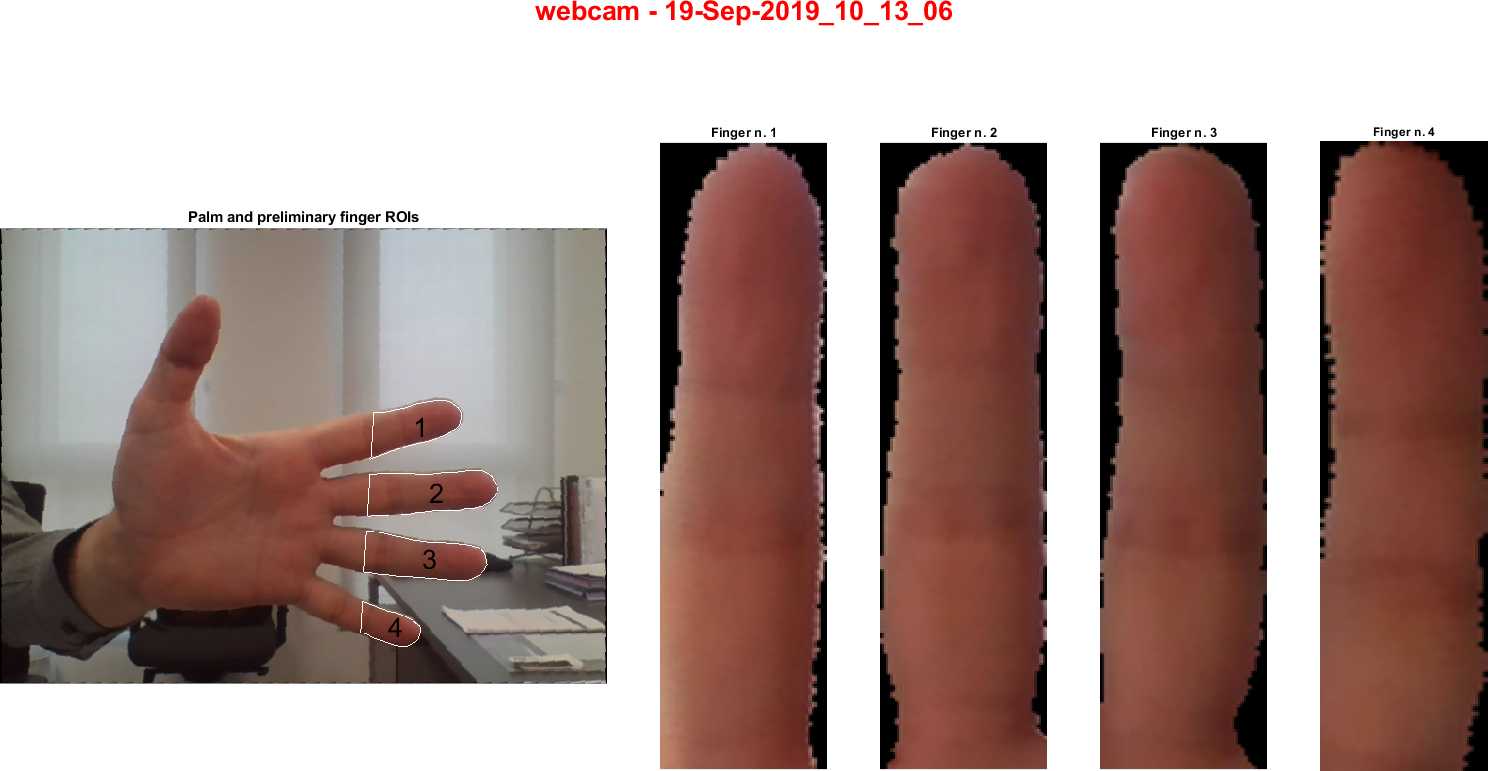 webcam - 19-Sep-2019_10_13_06
Finger n. 1
Finger n. 2
Finger n. 3
Finger n. 4
Palm and preliminary finger ROIs
1
2
3
4